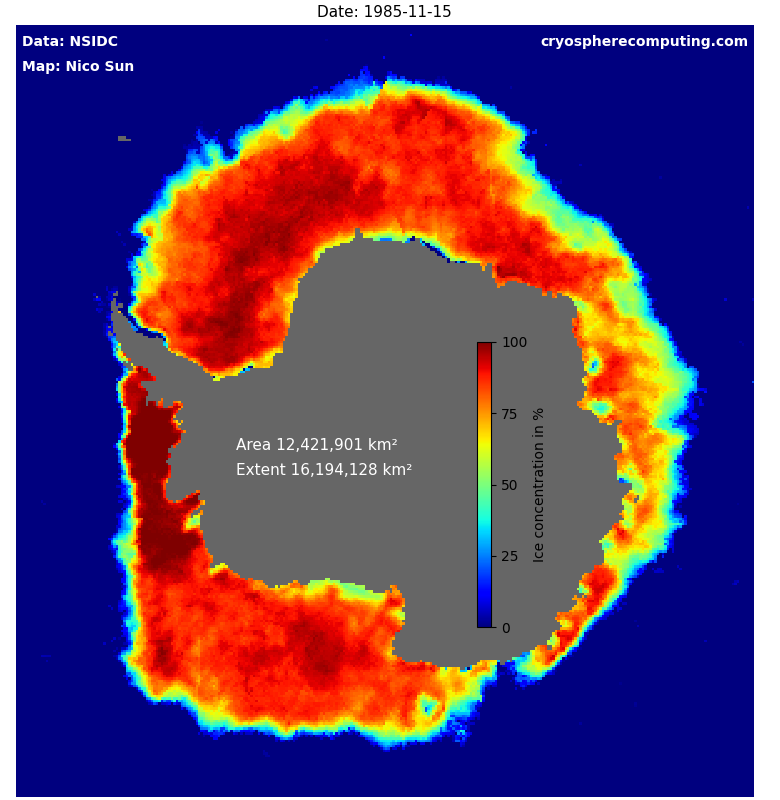 Date: 1985-11-15
Data: NSIDC
cryospherecomputing.com
Map: Nico Sun
100
75
Area 12,421,901 km²
Extent 16,194,128 km²
50
25
0
Ice concentration in %